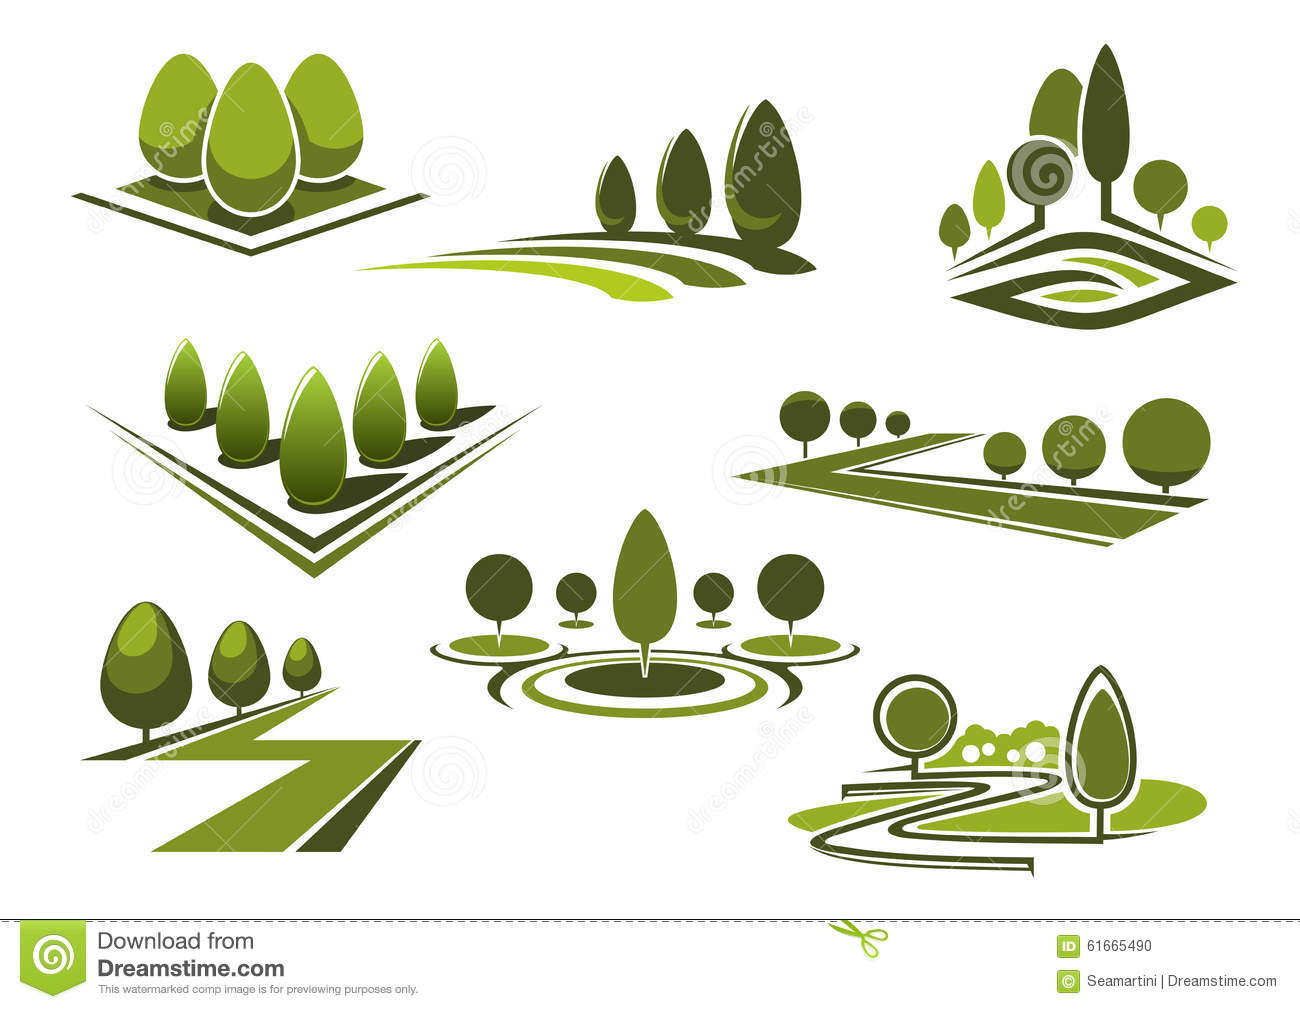 Download from
Dreamstime.com
This watermarked comp image is for previewing purposes only.
ID 61665490
© Seamartini | Dreamstime.com